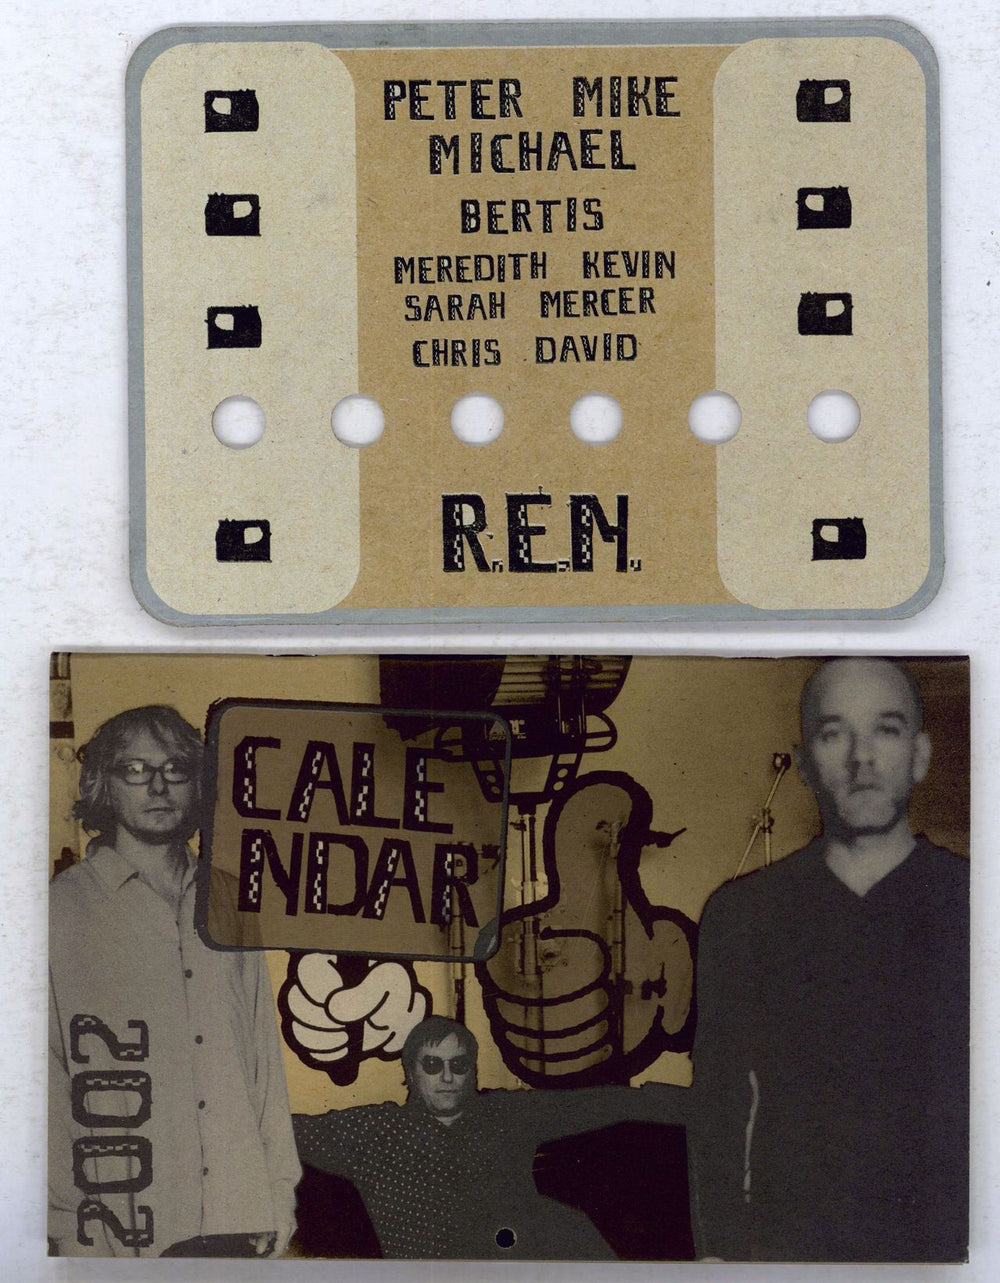 PETER MIKE
MICHAEL
BERTIS
MEREDITH KEVIN
SARAH MERCER
CHRIS DAVID
R.E.M.
CALE
NDAR
2002